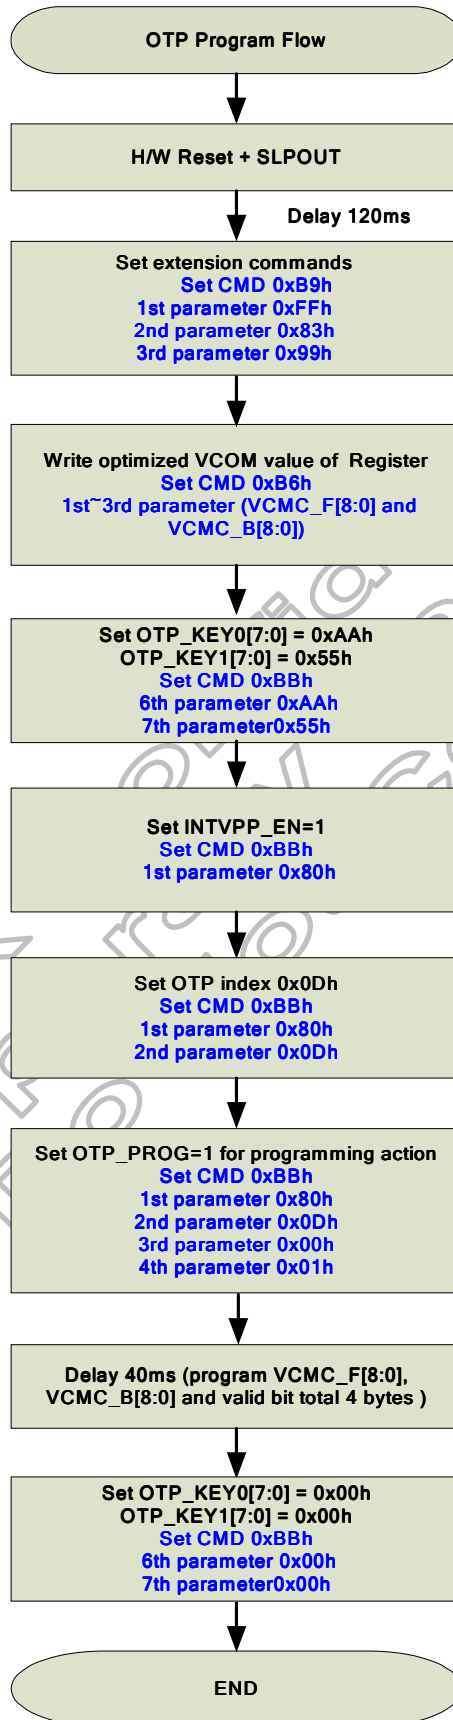 OTP Program Flow
H/W Reset + SLPOUT
Delay 120ms
Set extension commands
Set CMD 0xB9h
1st parameter 0xFFh
2nd parameter 0x83h
3rd parameter 0x99h
Write optimized VCOM value of Register
Set CMD 0xB6h
1st~3rd parameter (VCMC_F[8:0] and
VCMC_B[8:0])
Set OTP_KEY0[7:0] = 0xAAh
OTP_KEY1[7:0] = 0x55h
Set CMD 0xBBh
6th parameter 0xAAh
7th parameter0x55h
Set INTVPP_EN=1
Set CMD 0xBBh
1st parameter 0x80h
Set OTP index 0x0Dh
Set CMD 0xBBh
1st parameter 0x80h
2nd parameter 0x0Dh
Set OTP_PROG=1 for programming action
Set CMD 0xBBh
1st parameter 0x80h
2nd parameter 0x0Dh
3rd parameter 0x00h
4th parameter 0x01h
Delay 40ms (program VCMC_F[8:0],
VCMC_B[8:0] and valid bit total 4 bytes )
Set OTP_KEY0[7:0] = 0x00h
OTP_KEY1[7:0] = 0x00h
Set CMD 0xBBh
6th parameter 0x00h
7th parameter0x00h
END